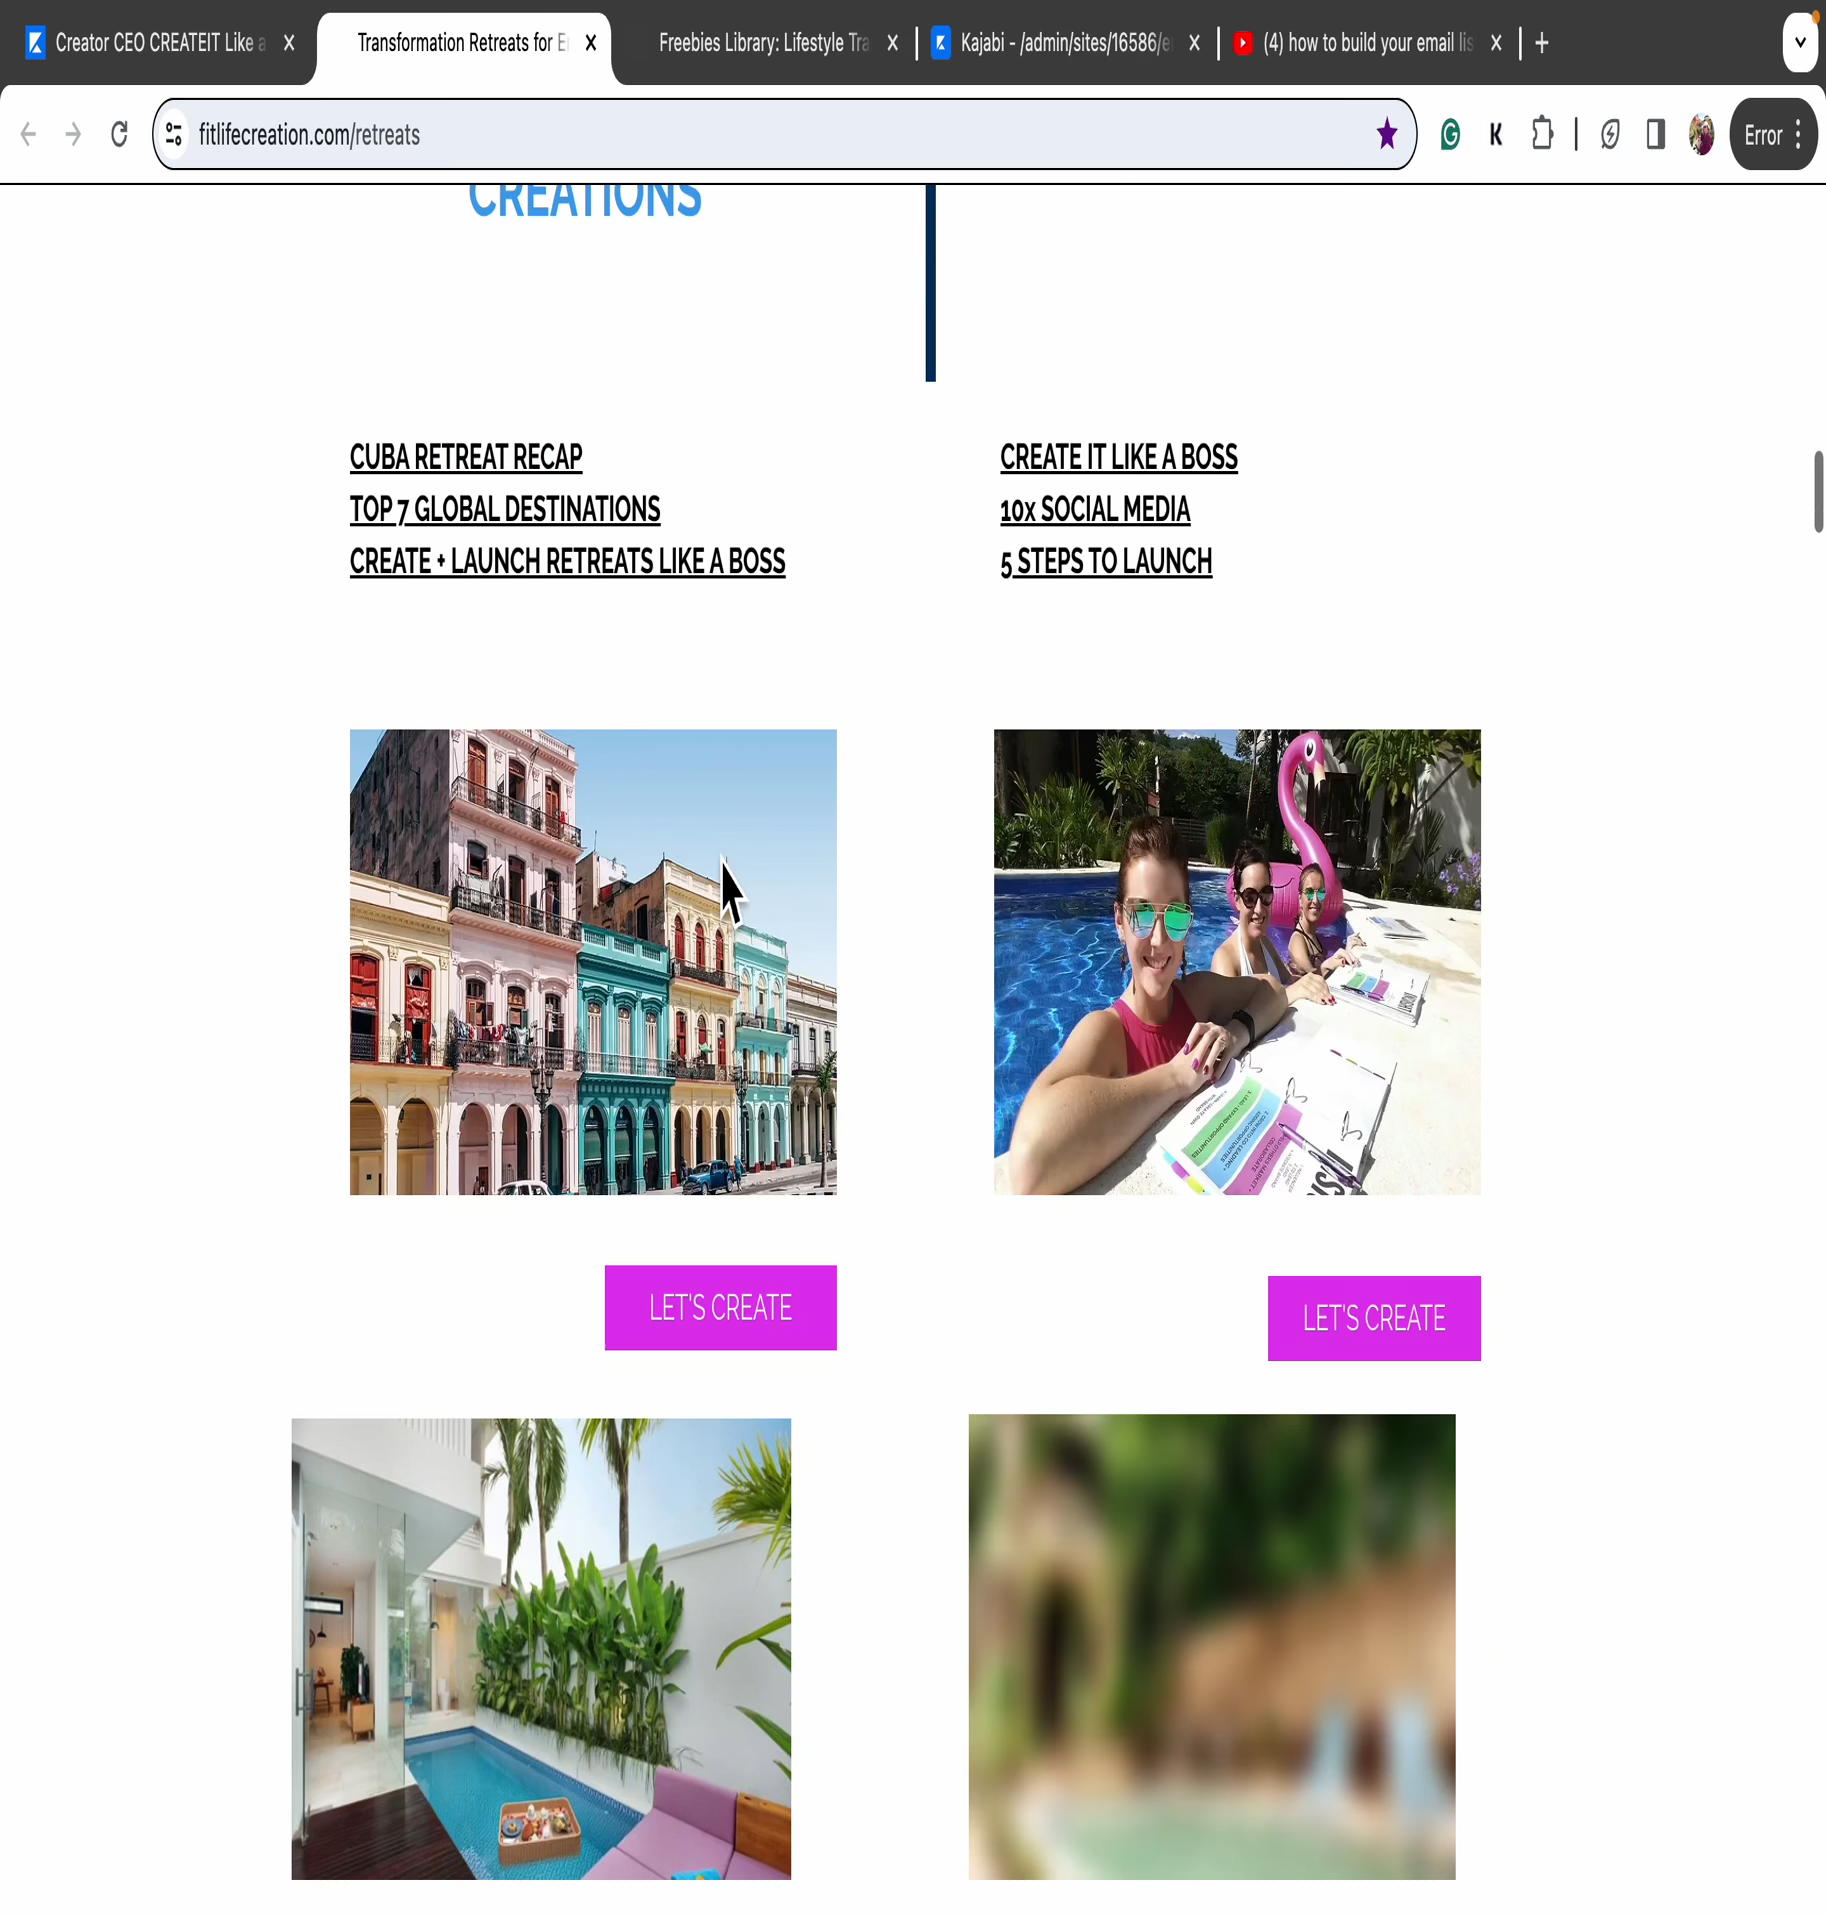 Creator CEO CREATEIT Like a
Transformation Retreats for E
Freebies Library: Lifestyle Tra
Kajabi - /admin/sites/16586/e
(4) how to build your email lis
fitlifecreation.com/retreats
Error
CREATIONS
CUBA RETREAT RECAP
TOP 7 GLOBAL DESTINATIONS
CREATE + LAUNCH RETREATS LIKE A BOSS
CREATE IT LIKE A BOSS
10x SOCIAL MEDIA
5 STEPS TO LAUNCH
LET'S CREATE
LET'S CREATE